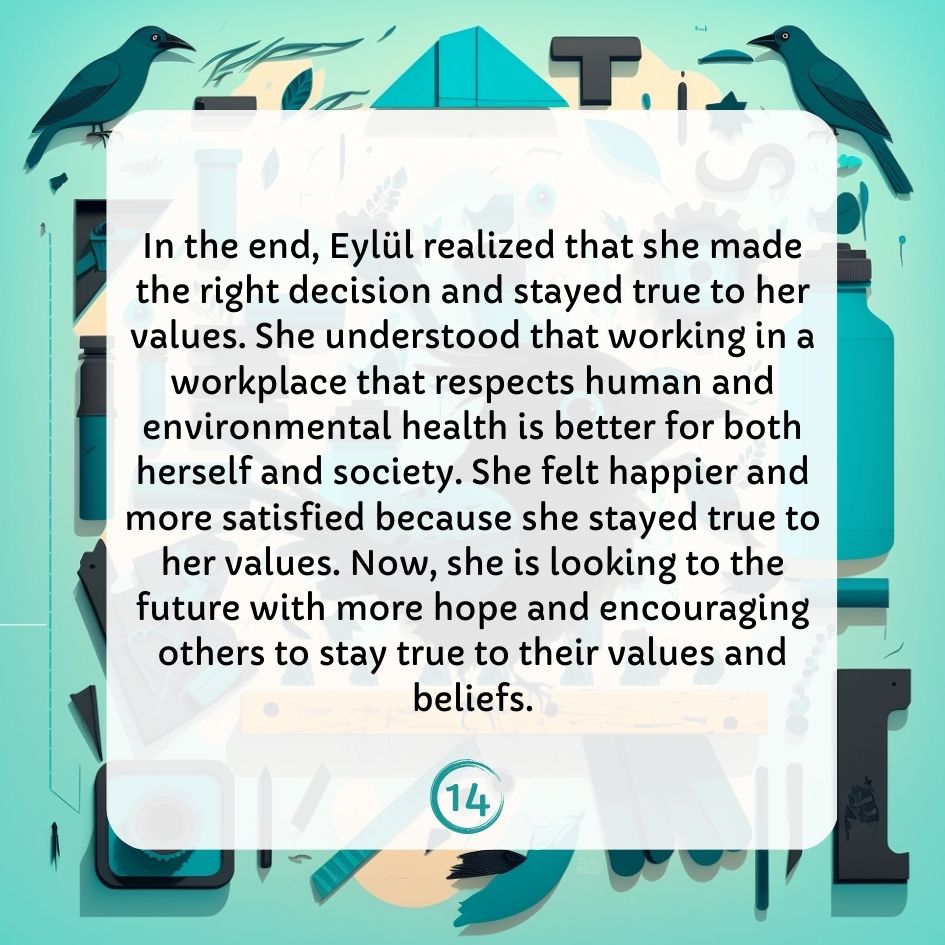 In the end, Eylül realized that she made
the right decision and stayed true to her
values. She understood that working in a
workplace that respects human and
environmental health is better for both
herself and society. She felt happier and
more satisfied because she stayed true to
her values. Now, she is looking to the
future with more hope and encouraging
others to stay true to their values and
beliefs.
14